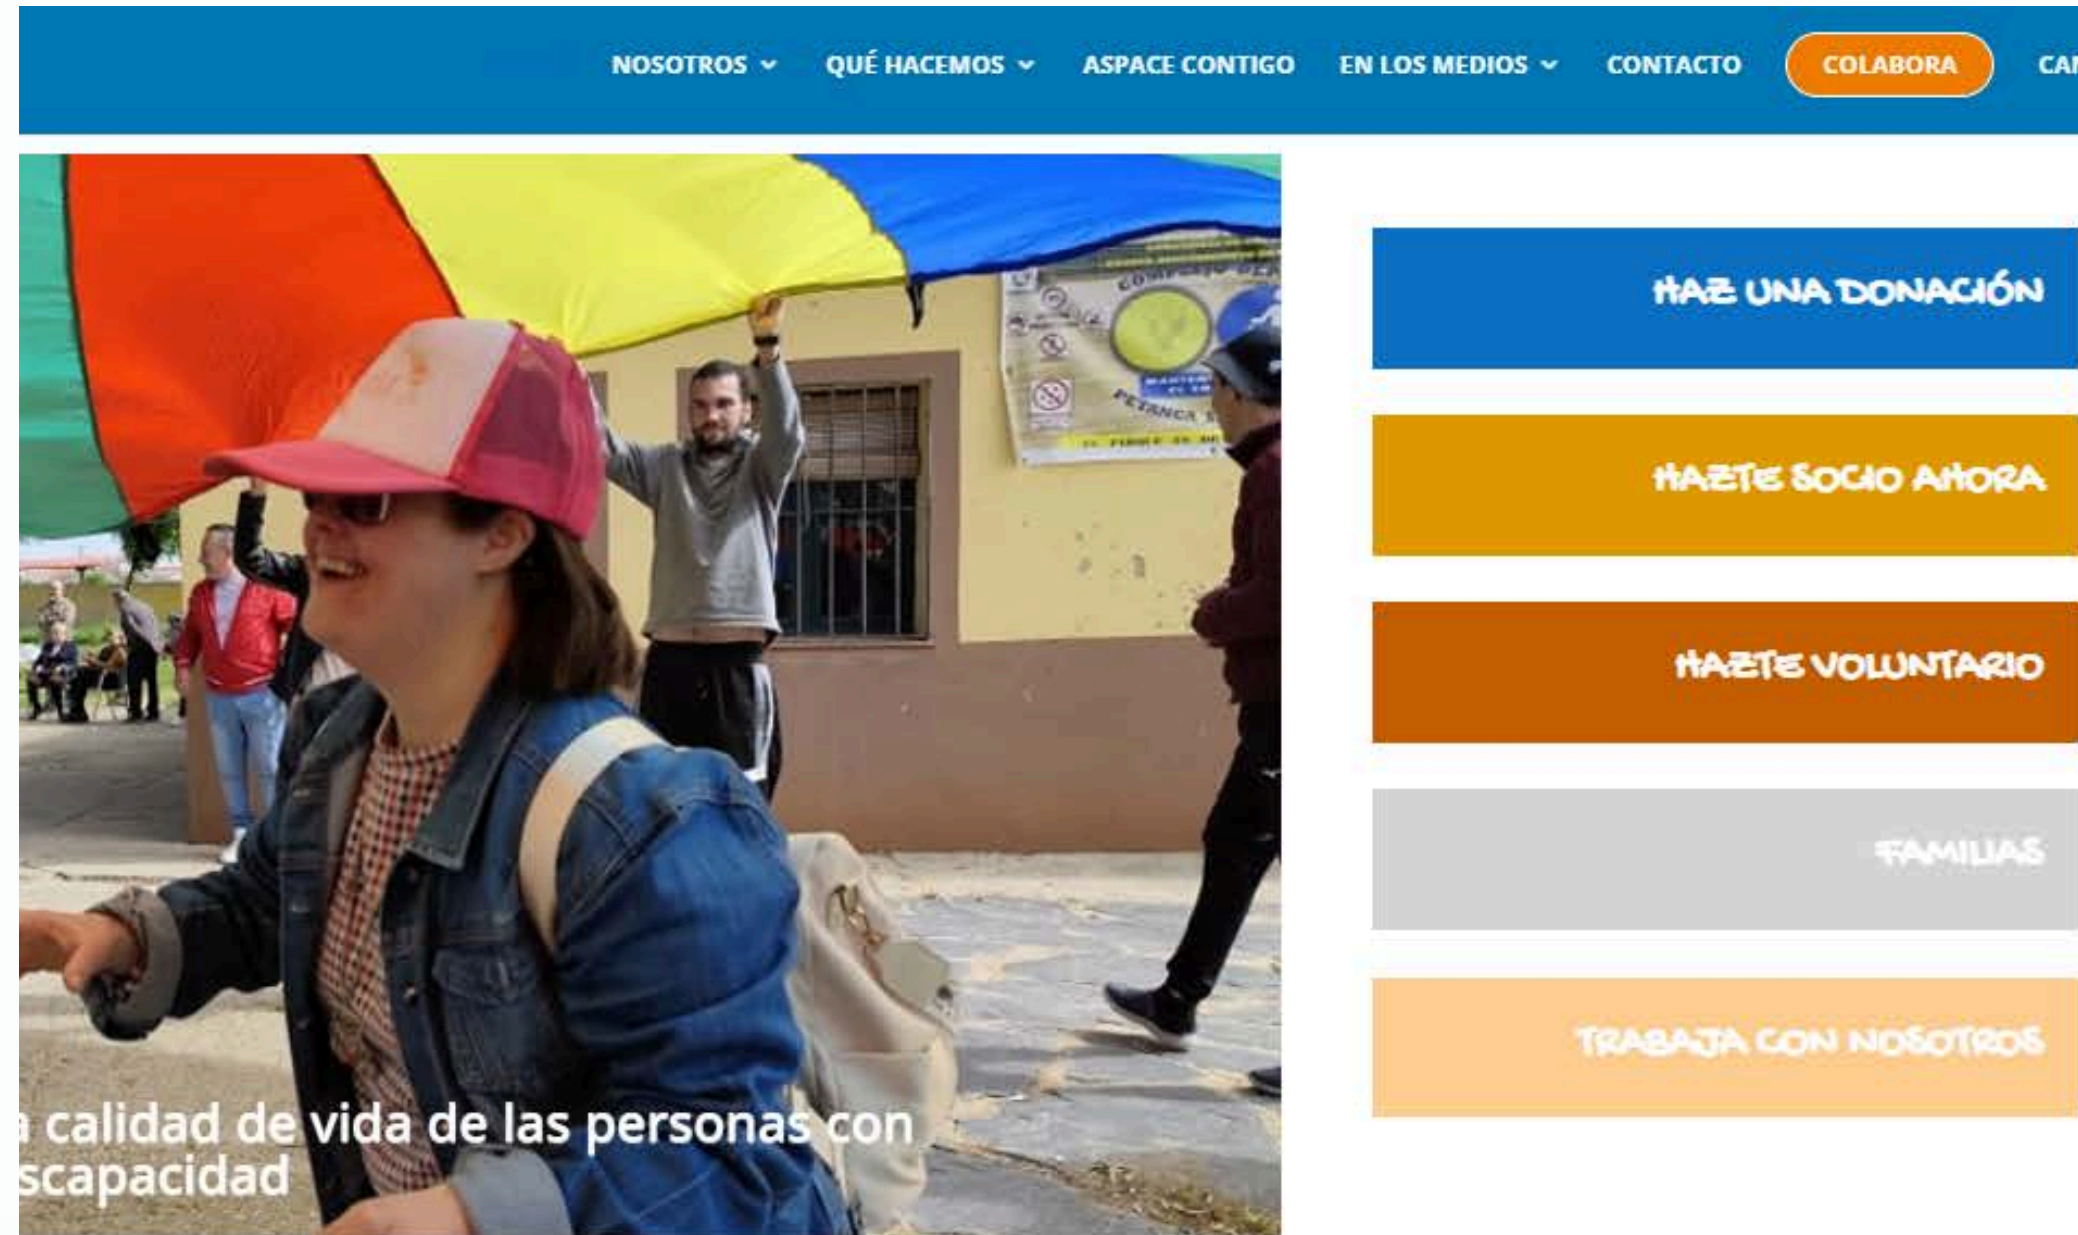 NOSOTROS
QUÉ HACEMOS
ASPACE CONTIGO
EN LOS MEDIOS
CONTACTO
COLABORA
HAZ UNA DONACIÓN
HAZTE SOCIO AHORA
HAZTE VOLUNTARIO
FAMILIAS
TRABAJA CON NOSOTROS
PETANCA
calidad de vida de las personas con
scapacidad